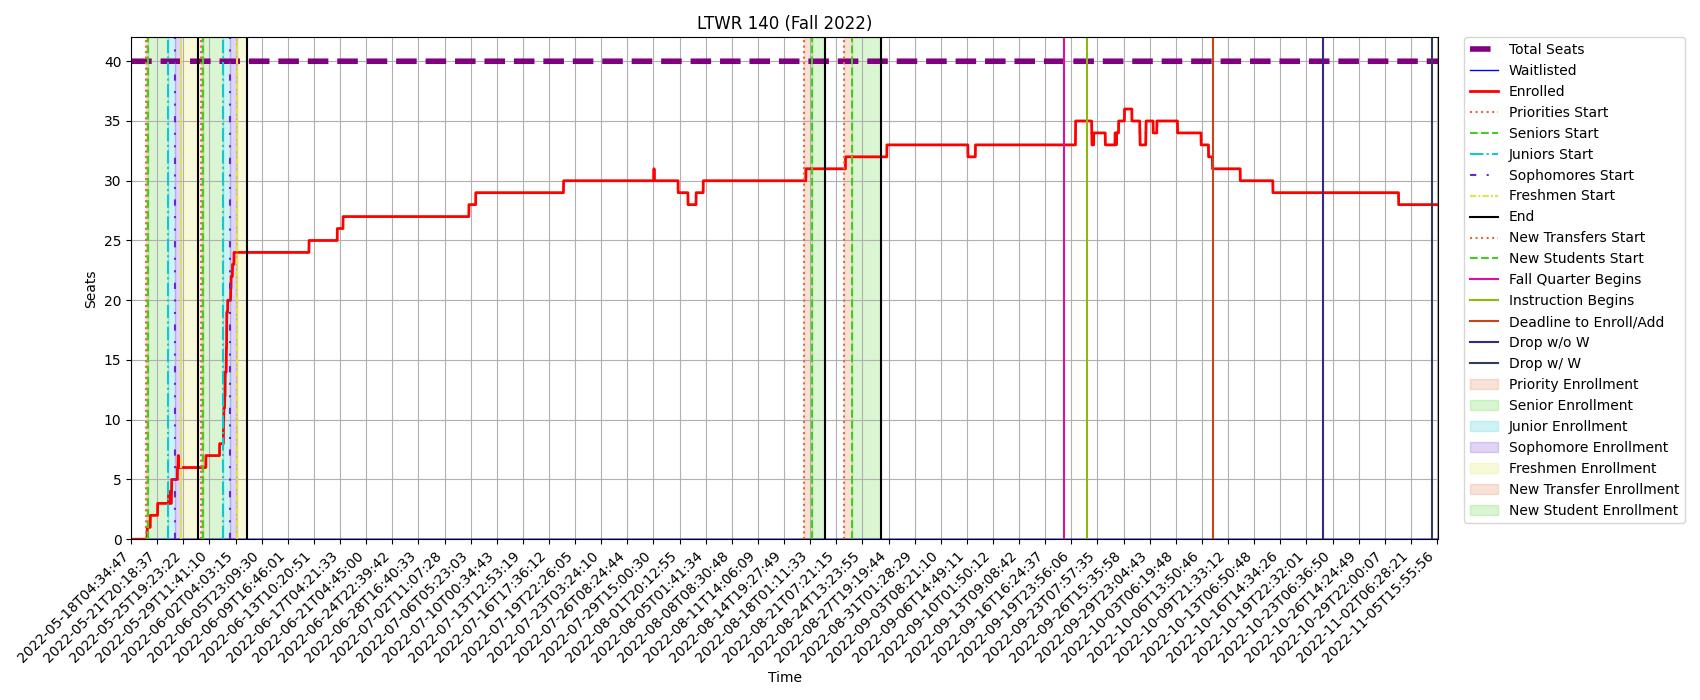 LTWR 140 (Fall 2022)
Seats
40
35
30
25
20
15
10
5
0
2022-05-18T04:34:47
2022-05-21T20:18:37
2022-05-25T19:23:22
2022-05-29T11:41:10
2022-06-02T04:03:15
2022-06-05T23:09:30
2022-06-09T16:46:01
2022-06-13T10:20:51
2022-06-17T04:21:33
2022-06-21T04:45:00
2022-06-24T22:39:42
2022-06-28T16:40:33
2022-07-02T11:07:28
2022-07-06T05:23:03
2022-07-10T00:34:43
2022-07-13T12:53:19
2022-07-16T17:36:12
2022-07-19T22:26:05
2022-07-23T03:24:10
2022-07-26T08:24:44
2022-07-29T15:00:30
2022-08-01T20:12:55
2022-08-05T01:41:34
2022-08-08T08:30:48
2022-08-11T14:06:09
2022-08-14T19:27:49
2022-08-18T01:11:33
2022-08-21T07:21:15
2022-08-24T13:23:55
2022-08-27T19:19:44
2022-08-31T01:28:29
2022-09-03T08:21:10
2022-09-06T14:49:11
2022-09-10T01:50:12
2022-09-13T09:08:42
2022-09-16T16:24:37
2022-09-19T23:56:06
2022-09-23T07:57:35
2022-09-26T15:35:58
2022-09-29T23:04:43
2022-10-03T06:19:48
2022-10-06T13:50:46
2022-10-09T21:33:12
2022-10-13T06:50:48
2022-10-16T14:34:26
2022-10-19T22:32:01
2022-10-23T06:36:50
2022-10-26T14:24:49
2022-10-29T22:00:07
2022-11-02T06:28:21
2022-11-05T15:55:56
Time
Total Seats
Waitlisted
Enrolled
Priorities Start
Seniors Start
Juniors Start
Sophomores Start
Freshmen Start
End
New Transfers Start
New Students Start
Fall Quarter Begins
Instruction Begins
Deadline to Enroll/Add
Drop w/o W
Drop w/ W
Priority Enrollment
Senior Enrollment
Junior Enrollment
Sophomore Enrollment
Freshmen Enrollment
New Transfer Enrollment
New Student Enrollment